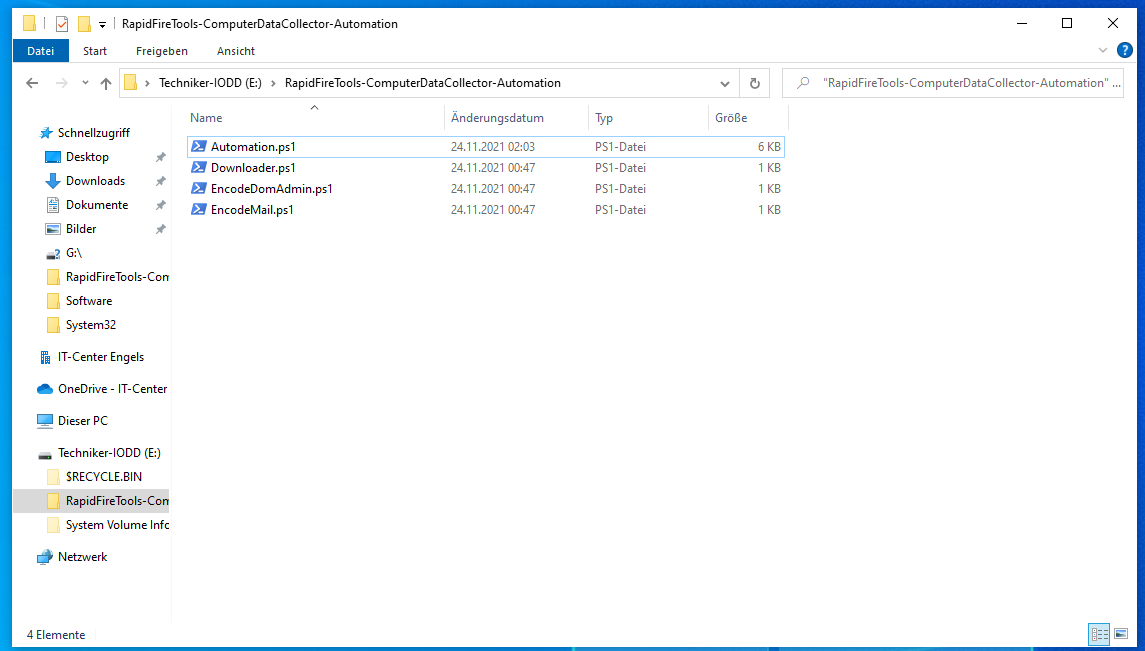 RapidFireTools-ComputerDataCollector-Automation
Datei Start Freigeben Ansicht
Techniker-IODD (E:) RapidFireTools-ComputerDataCollector-Automation "RapidFireTools-ComputerDataCollector-Automation" ...
Name Änderungsdatum Typ Größe
Automation.ps1 24.11.2021 02:03 PS1-Datei 6 KB
Downloader.ps1 24.11.2021 00:47 PS1-Datei 1 KB
EncodeDomAdmin.ps1 24.11.2021 00:47 PS1-Datei 1 KB
EncodeMail.ps1 24.11.2021 00:47 PS1-Datei 1 KB
Schnellzugriff
Desktop
Downloads
Dokumente
Bilder
G:\
RapidFireTools-Com
Software
System32
IT-Center Engels
OneDrive - IT-Center
Dieser PC
Techniker-IODD (E:)
$RECYCLE.BIN
RapidFireTools-Com
System Volume Info
Netzwerk
4 Elemente